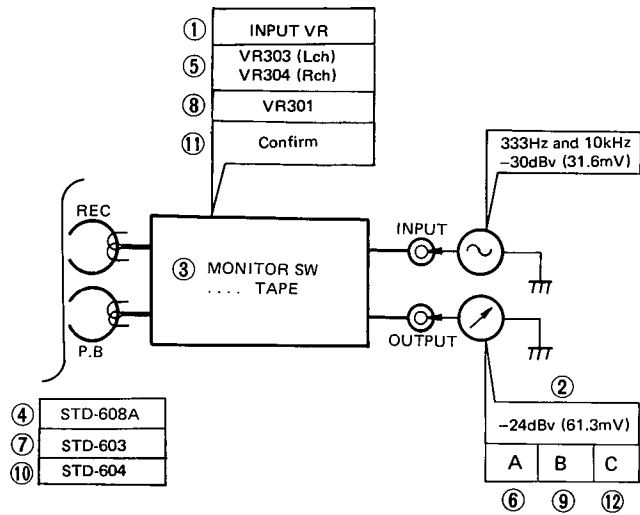 ① INPUT VR
⑤ VR303 (Lch)
VR304 (Rch)
⑧ VR301
⑪ Confirm
333Hz and 10kHz
−30dBv (31.6mV)
REC
INPUT
③ MONITOR SW
.... TAPE
P.B
OUTPUT
②
④ STD-608A
−24dBv (61.3mV)
⑦ STD-603
A B C
⑩ STD-604
⑥ ⑨ ⑫